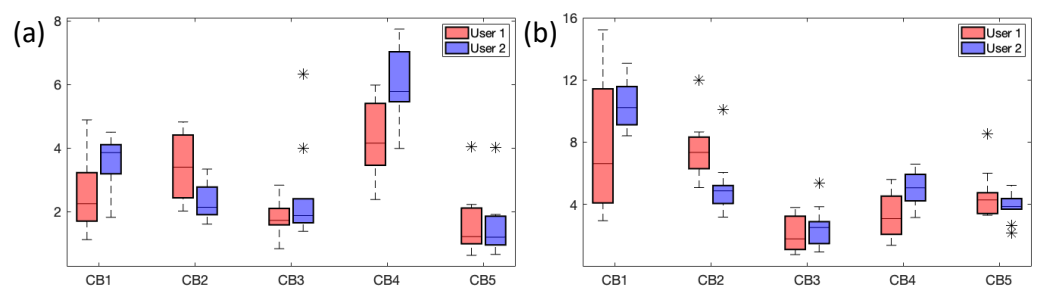 (a)
8
6
4
2
User 1
User 2
CB1 CB2 CB3 CB4 CB5
(b)
16
12
8
4
User 1
User 2
CB1 CB2 CB3 CB4 CB5